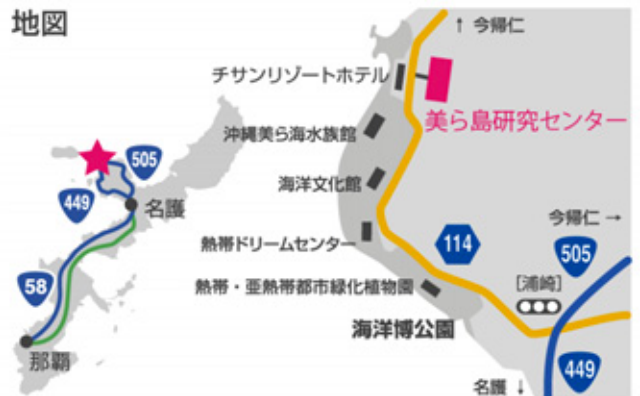 地図
↑ 今帰仁
チサンリゾートホテル
美ら島研究センター
沖縄美ら海水族館
505
海洋文化館
449
名護
今帰仁 →
熱帯ドリームセンター
114
505
58
熱帯・亜熱帯都市緑化植物園
[浦崎]
海洋博公園
那覇
449
名護 ↓